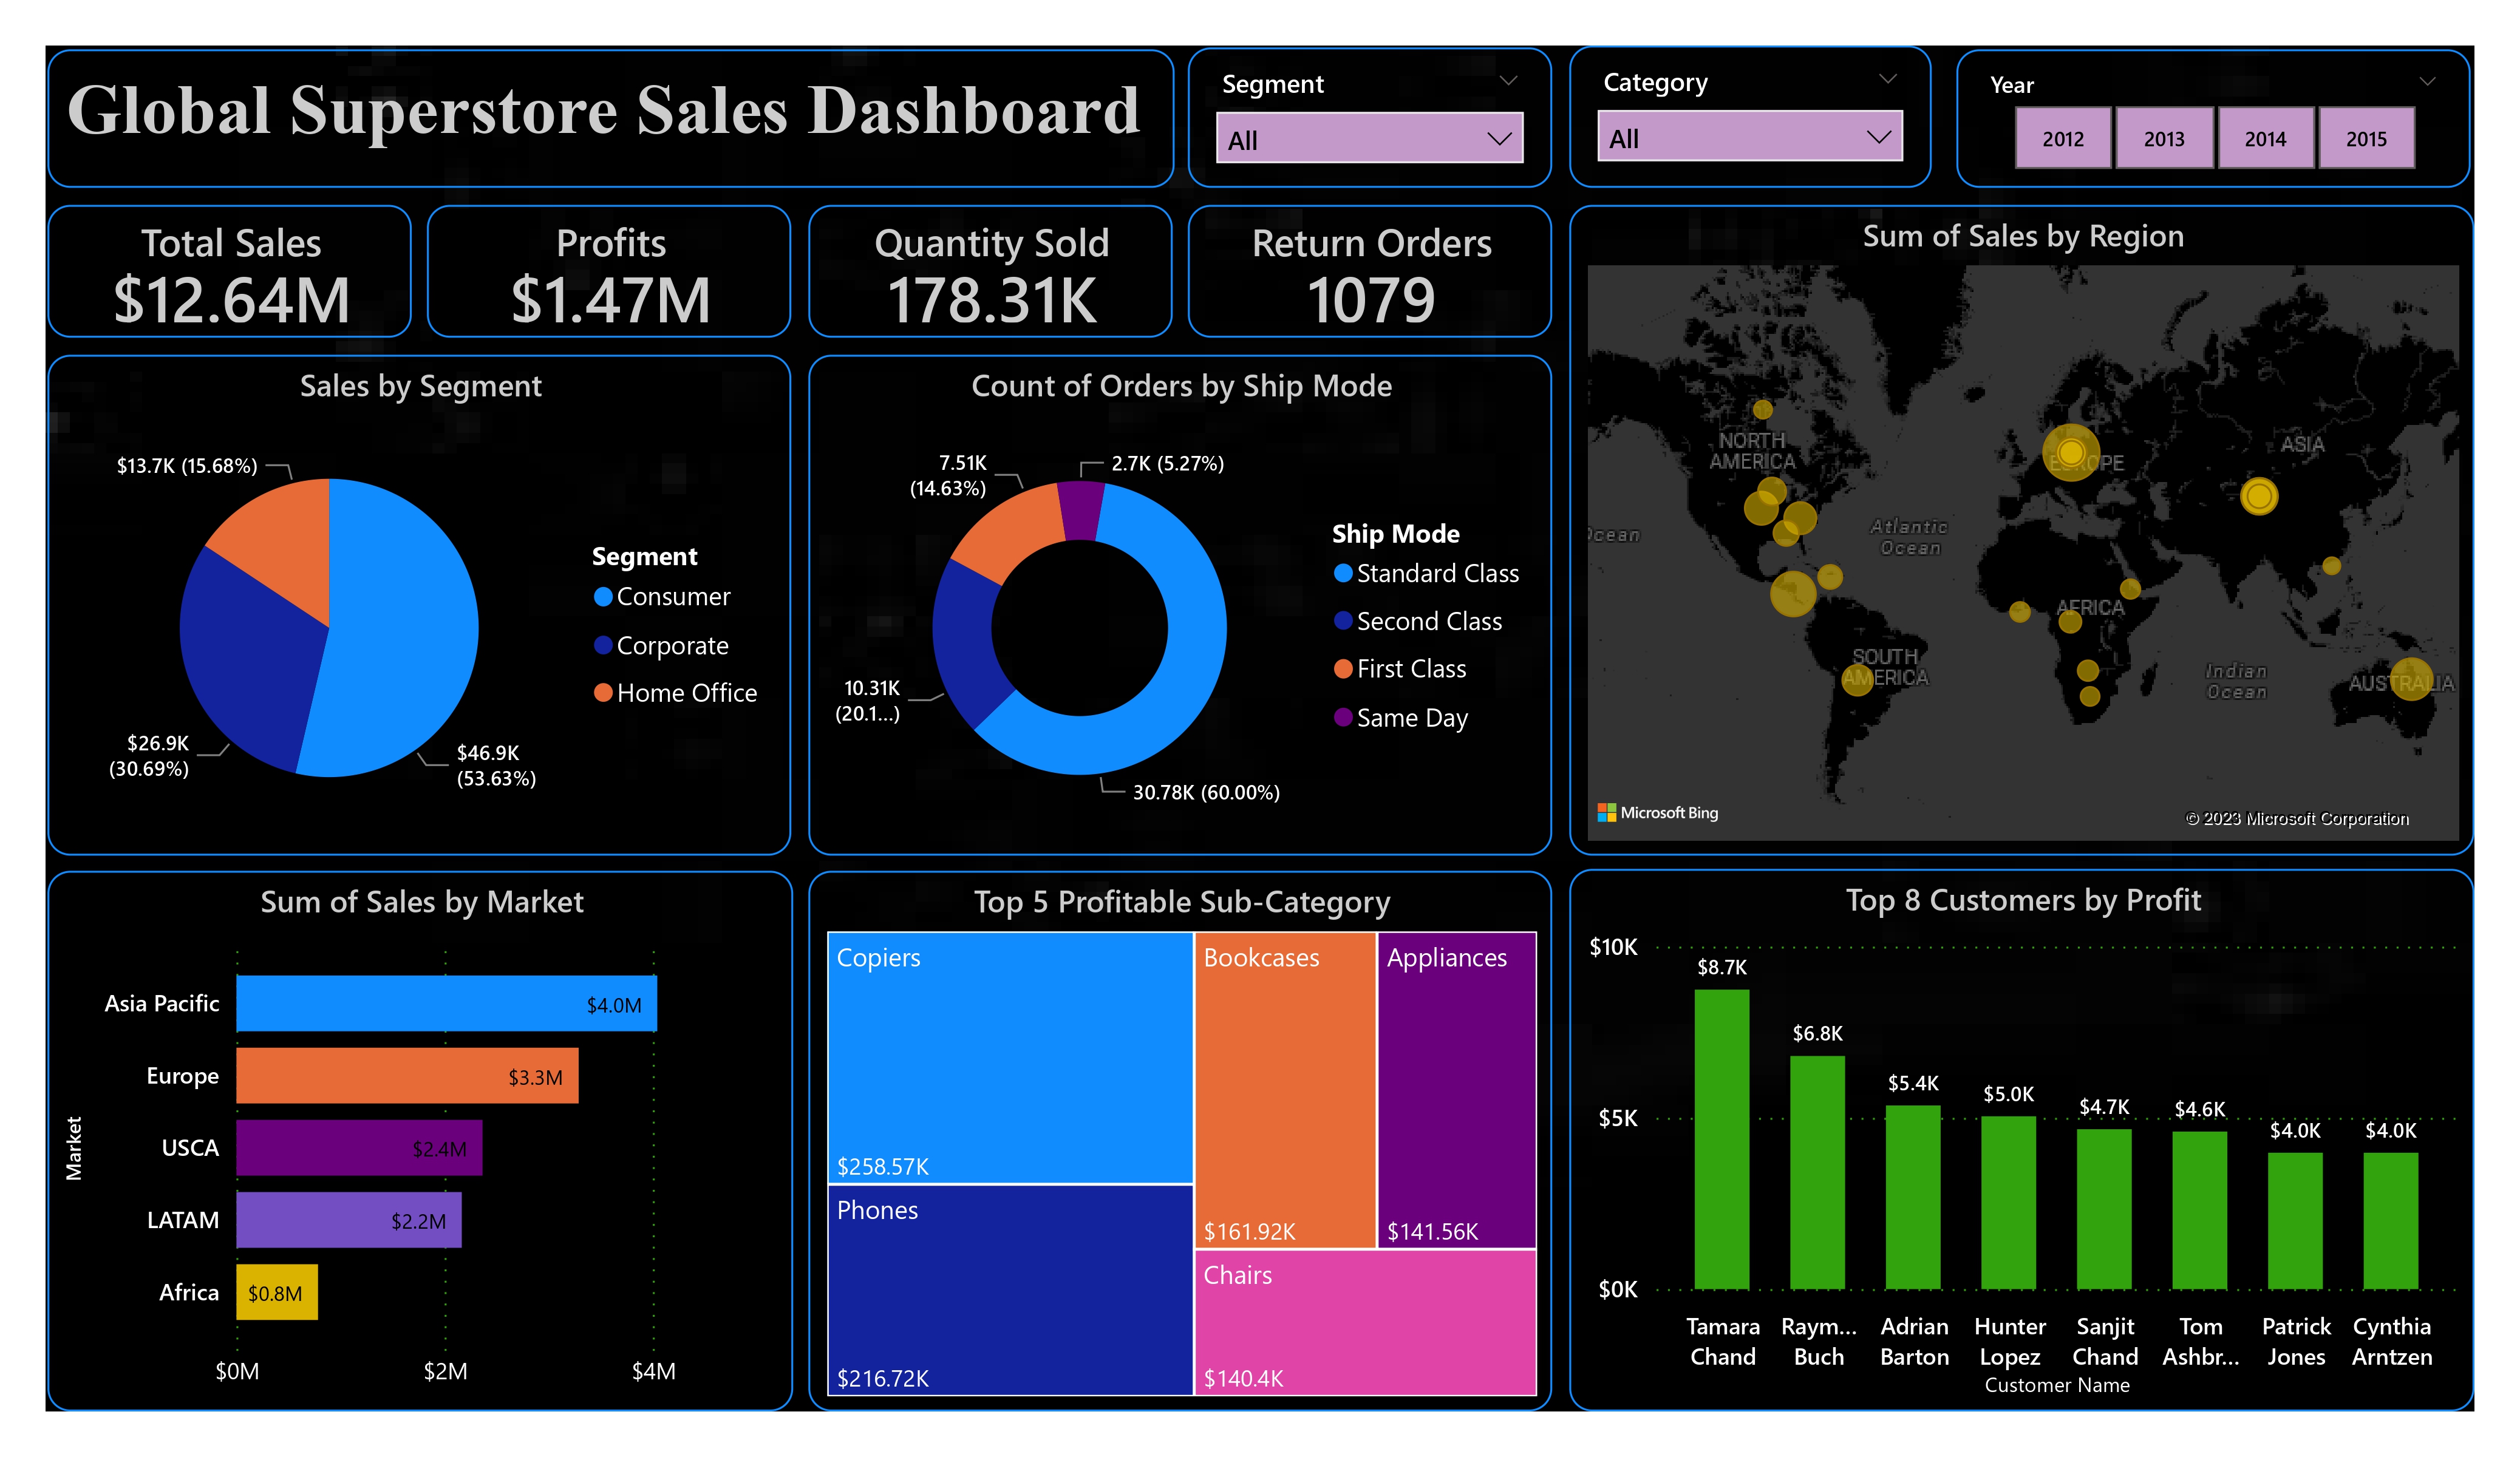 Global Superstore Sales Dashboard
Segment
All
Category
All
Year
2012
2013
2014
2015
Total Sales
$12.64M
Profits
$1.47M
Quantity Sold
178.31K
Return Orders
1079
Sum of Sales by Region
NORTH
AMERICA
EUROPE
ASIA
Ocean
Atlantic
Ocean
AFRICA
SOUTH
AMERICA
Indian
Ocean
AUSTRALIA
Microsoft Bing
© 2023 Microsoft Corporation
Sales by Segment
$13.7K (15.68%)
$26.9K
(30.69%)
$46.9K
(53.63%)
Segment
Consumer
Corporate
Home Office
Count of Orders by Ship Mode
7.51K
(14.63%)
2.7K (5.27%)
10.31K
(20.1...)
30.78K (60.00%)
Ship Mode
Standard Class
Second Class
First Class
Same Day
Sum of Sales by Market
Market
Asia Pacific
$4.0M
Europe
$3.3M
USCA
$2.4M
LATAM
$2.2M
Africa
$0.8M
$0M
$2M
$4M
Top 5 Profitable Sub-Category
Copiers
$258.57K
Phones
$216.72K
Bookcases
$161.92K
Appliances
$141.56K
Chairs
$140.4K
Top 8 Customers by Profit
$10K
$5K
$0K
$8.7K
$6.8K
$5.4K
$5.0K
$4.7K
$4.6K
$4.0K
$4.0K
Tamara
Chand
Raym...
Buch
Adrian
Barton
Hunter
Lopez
Sanjit
Chand
Tom
Ashbr...
Patrick
Jones
Cynthia
Arntzen
Customer Name